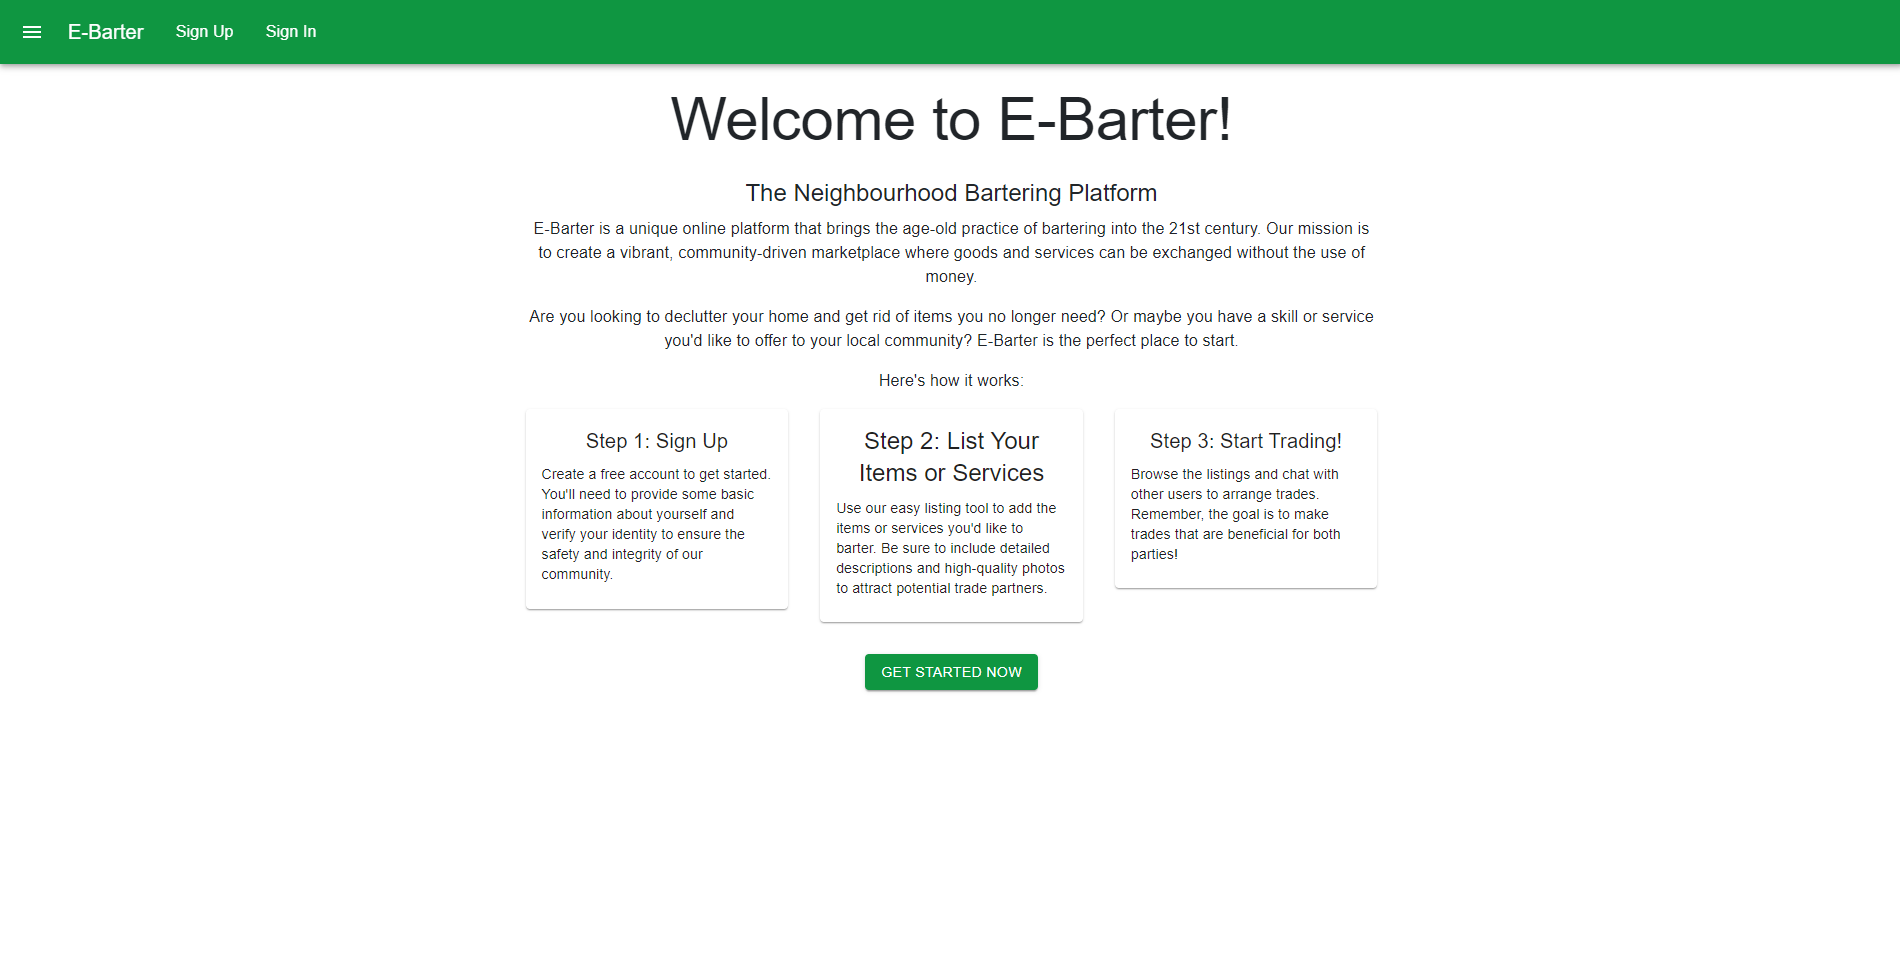 E-Barter Sign Up Sign In
Welcome to E-Barter!
The Neighbourhood Bartering Platform
E-Barter is a unique online platform that brings the age-old practice of bartering into the 21st century. Our mission is
to create a vibrant, community-driven marketplace where goods and services can be exchanged without the use of
money.
Are you looking to declutter your home and get rid of items you no longer need? Or maybe you have a skill or service
you'd like to offer to your local community? E-Barter is the perfect place to start.
Here's how it works:
Step 1: Sign Up
Create a free account to get started.
You'll need to provide some basic
information about yourself and
verify your identity to ensure the
safety and integrity of our
community.
Step 2: List Your
Items or Services
Use our easy listing tool to add the
items or services you'd like to
barter. Be sure to include detailed
descriptions and high-quality photos
to attract potential trade partners.
Step 3: Start Trading!
Browse the listings and chat with
other users to arrange trades.
Remember, the goal is to make
trades that are beneficial for both
parties!
GET STARTED NOW